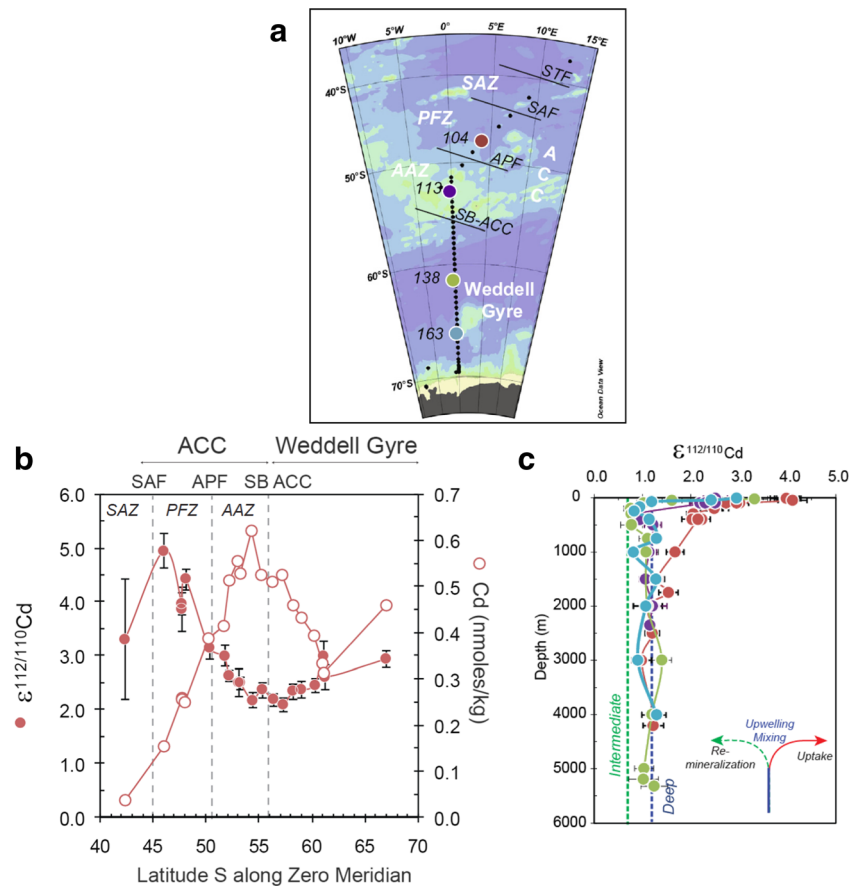 a
10°W
5°W
0°
5°E
10°E
15°E
40°S
50°S
60°S
70°S
STF
SAZ
SAF
PFZ
104
APF
A
C
C
AAZ
113
SB-ACC
138
Weddell
Gyre
163
Ocean Data View
b
ACC
Weddell Gyre
SAF
APF
SB ACC
SAZ
PFZ
AAZ
6.0
5.0
4.0
3.0
2.0
1.0
0.0
ε112/110Cd
0.7
0.6
0.5
0.4
0.3
0.2
0.1
0.0
Cd (nmoles/kg)
40
45
50
55
60
65
70
Latitude S along Zero Meridian
c
ε112/110Cd
0.0
1.0
2.0
3.0
4.0
5.0
0
1000
2000
3000
4000
5000
6000
Depth (m)
Intermediate
Deep
Upwelling
Mixing
Re-
mineralization
Uptake